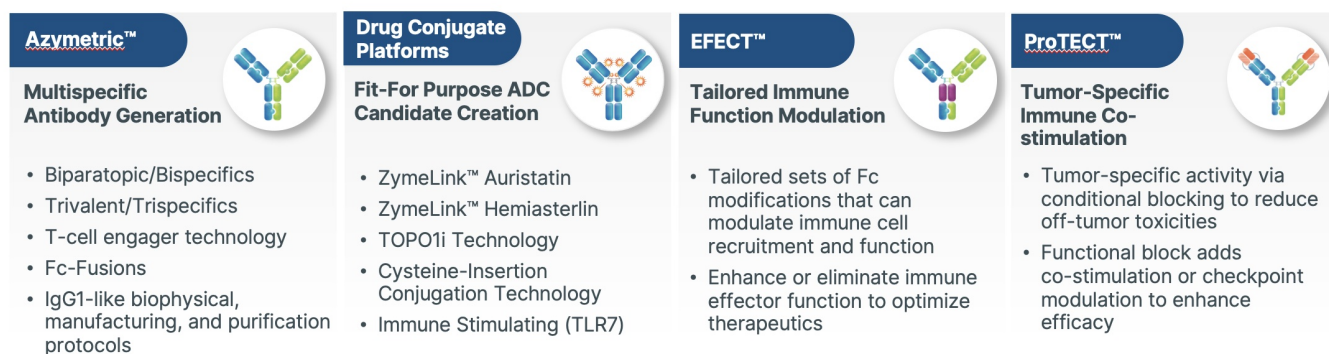 Azymetric™
Multispecific
Antibody Generation
• Biparatopic/Bispecifics
• Trivalent/Trispecifics
• T-cell engager technology
• Fc-Fusions
• IgG1-like biophysical,
manufacturing, and purification
protocols
Drug Conjugate
Platforms
Fit-For Purpose ADC
Candidate Creation
• ZymeLink™ Auristatin
• ZymeLink™ Hemiasterlin
• TOPO1i Technology
• Cysteine-Insertion
Conjugation Technology
• Immune Stimulating (TLR7)
EFECT™
Tailored Immune
Function Modulation
• Tailored sets of Fc
modifications that can
modulate immune cell
recruitment and function
• Enhance or eliminate immune
effector function to optimize
therapeutics
ProTECT™
Tumor-Specific
Immune Co-
stimulation
• Tumor-specific activity via
conditional blocking to reduce
off-tumor toxicities
• Functional block adds
co-stimulation or checkpoint
modulation to enhance
efficacy